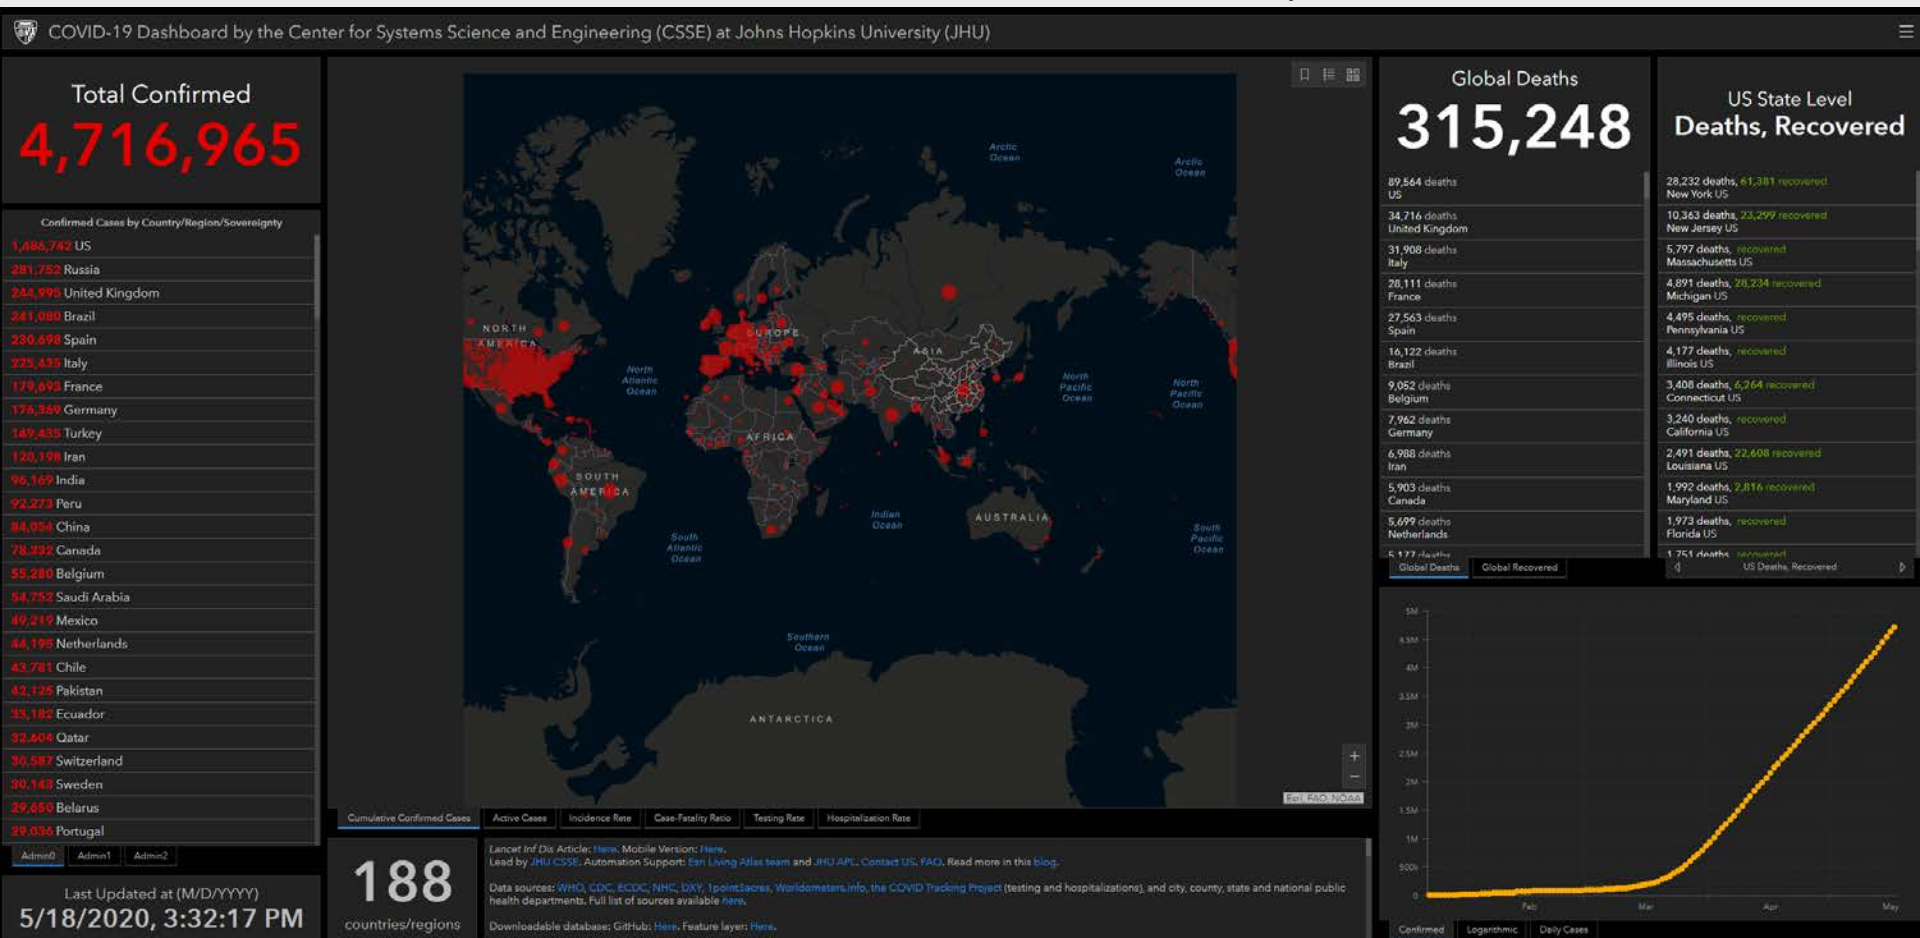 COVID-19 Dashboard by the Center for Systems Science and Engineering (CSSE) at Johns Hopkins University (JHU)
Total Confirmed
4,716,965
Confirmed Cases by Country/Region/Sovereignty
1,486,742 US
281,752 Russia
244,995 United Kingdom
241,080 Brazil
230,698 Spain
225,435 Italy
179,693 France
176,369 Germany
149,435 Turkey
120,198 Iran
96,169 India
92,273 Peru
84,054 China
78,332 Canada
55,280 Belgium
54,752 Saudi Arabia
49,219 Mexico
44,195 Netherlands
43,781 Chile
42,125 Pakistan
33,182 Ecuador
32,604 Qatar
30,587 Switzerland
30,143 Sweden
29,650 Belarus
29,036 Portugal
Admin0 Admin1 Admin2
Last Updated at (M/D/YYYY)
5/18/2020, 3:32:17 PM
Arctic
Ocean
Arctic
Ocean
NORTH
AMERICA
EUROPE
ASIA
North
Atlantic
Ocean
North
Pacific
Ocean
North
Pacific
Ocean
AFRICA
SOUTH
AMERICA
Indian
Ocean
AUSTRALIA
South
Atlantic
Ocean
South
Pacific
Ocean
Southern
Ocean
ANTARCTICA
+
−
Esri, FAO, NOAA
Cumulative Confirmed Cases Active Cases Incidence Rate Case-Fatality Ratio Testing Rate Hospitalization Rate
188
countries/regions
Lancet Inf Dis Article: Here. Mobile Version: Here.
Lead by JHU CSSE. Automation Support: Esri Living Atlas team and JHU APL. Contact US. FAQ. Read more in this blog.
Data sources: WHO, CDC, ECDC, NHC, DXY, 1point3acres, Worldometers.info, the COVID Tracking Project (testing and hospitalizations), and city, county, state and national public
health departments. Full list of sources available here.
Downloadable database: GitHub: Here. Feature layer: Here.
Global Deaths
315,248
89,564 deaths
US
34,716 deaths
United Kingdom
31,908 deaths
Italy
28,111 deaths
France
27,563 deaths
Spain
16,122 deaths
Brazil
9,052 deaths
Belgium
7,962 deaths
Germany
6,988 deaths
Iran
5,903 deaths
Canada
5,699 deaths
Netherlands
5,177 deaths
Global Deaths Global Recovered
US State Level
Deaths, Recovered
28,232 deaths, 61,381 recovered
New York US
10,363 deaths, 23,299 recovered
New Jersey US
5,797 deaths, recovered
Massachusetts US
4,891 deaths, 28,234 recovered
Michigan US
4,495 deaths, recovered
Pennsylvania US
4,177 deaths, recovered
Illinois US
3,408 deaths, 6,264 recovered
Connecticut US
3,240 deaths, recovered
California US
2,491 deaths, 22,608 recovered
Louisiana US
1,992 deaths, 2,816 recovered
Maryland US
1,973 deaths, recovered
Florida US
1,751 deaths, recovered
US Deaths, Recovered
5M
4.5M
4M
3.5M
3M
2.5M
2M
1.5M
1M
500k
0
Feb Mar Apr May
Confirmed Logarithmic Daily Cases